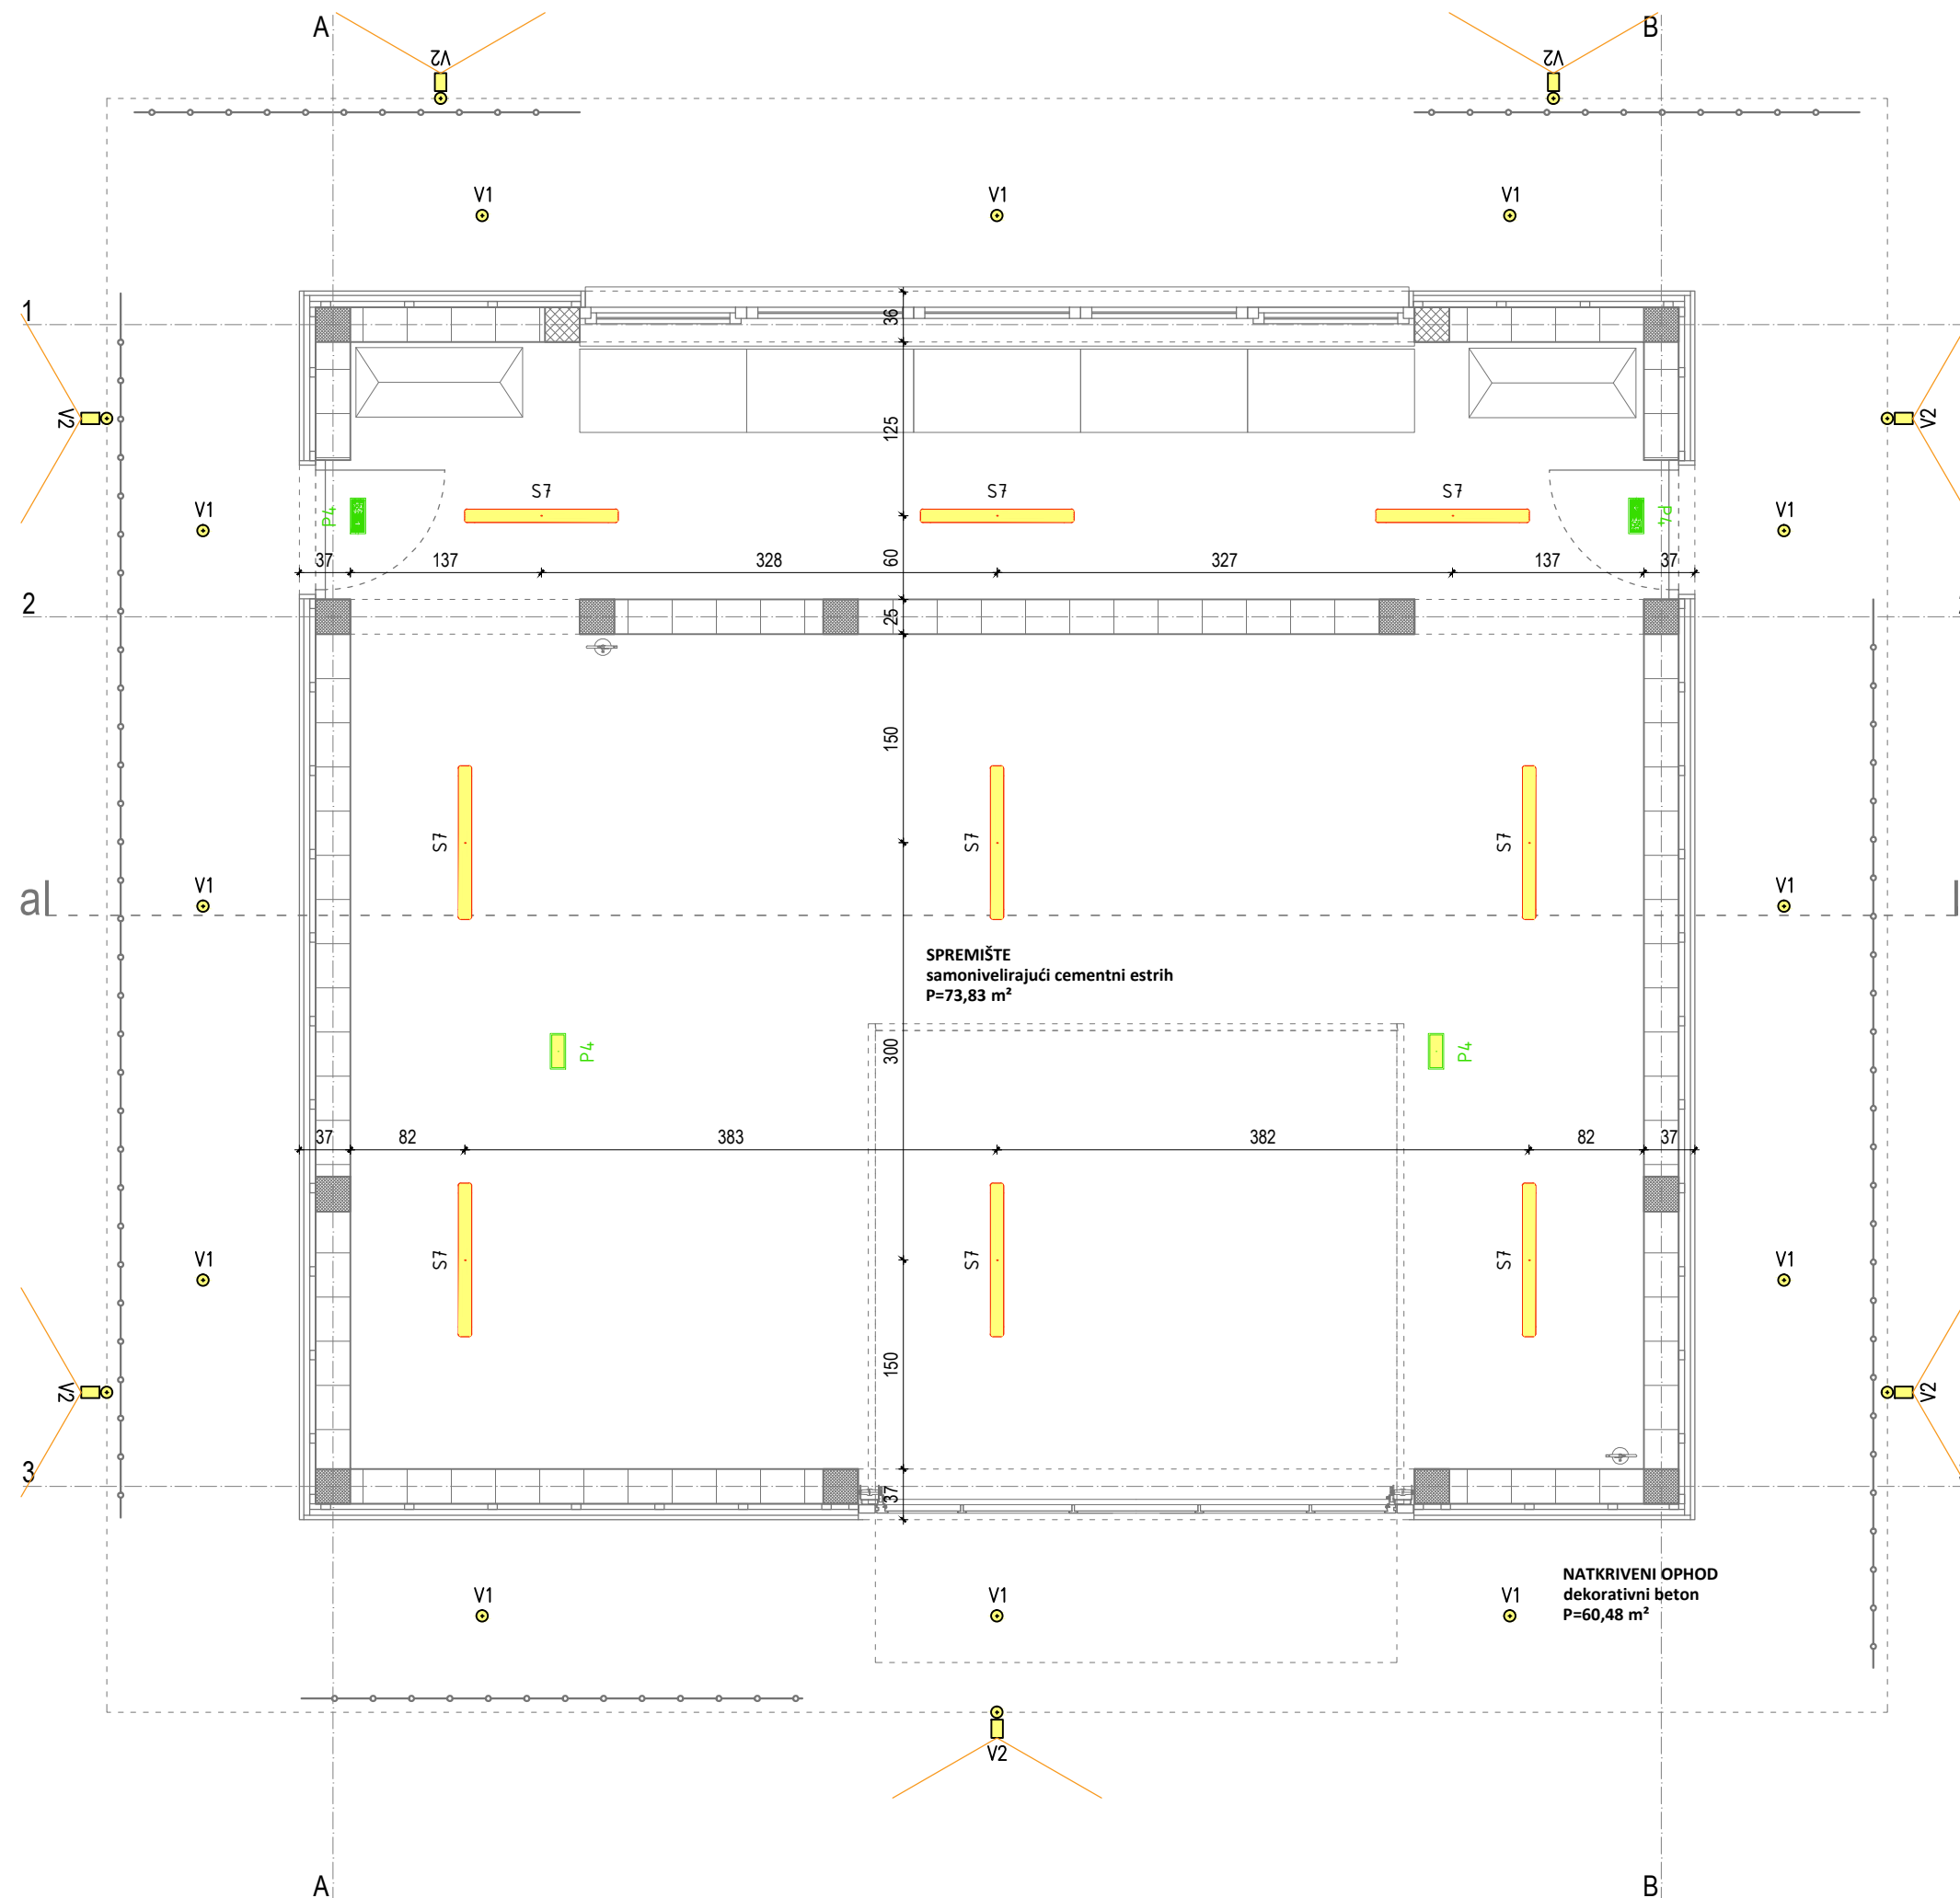 A
B
V2
V2
V1
V1
V1
1
36
125
V2
V2
V1
P4
S7
S7
S7
P4
V1
37
137
328
60
327
137
37
2
25
150
S7
S7
S7
V1
V1
a
SPREMIŠTE
samonivelirajući cementni estrih
P=73,83 m²
P4
300
P4
37
82
383
382
82
37
V1
S7
S7
S7
V1
150
V2
V2
3
37
V1
V1
V1
NATKRIVENI OPHOD
dekorativni beton
P=60,48 m²
V2
A
B